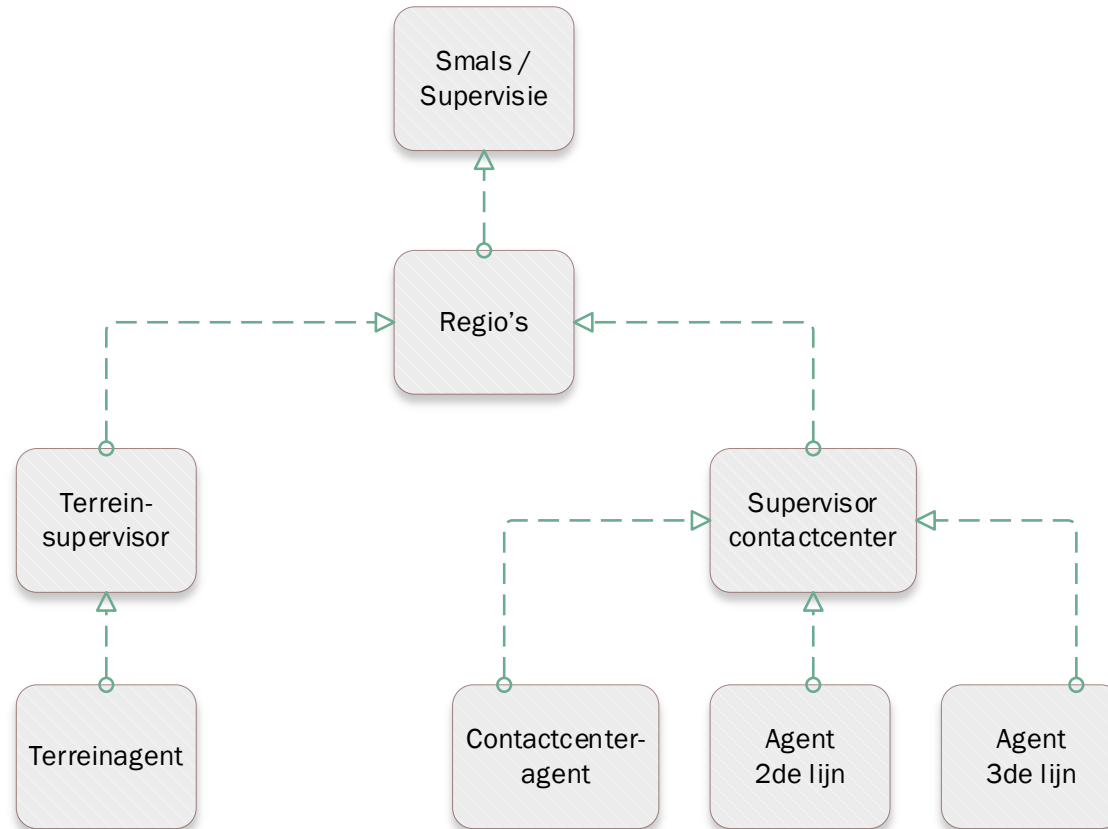 Smals /
Supervisie
Regio’s
Terrein-
supervisor
Supervisor
contactcenter
Terreinagent
Contactcenter-
agent
Agent
2de lijn
Agent
3de lijn